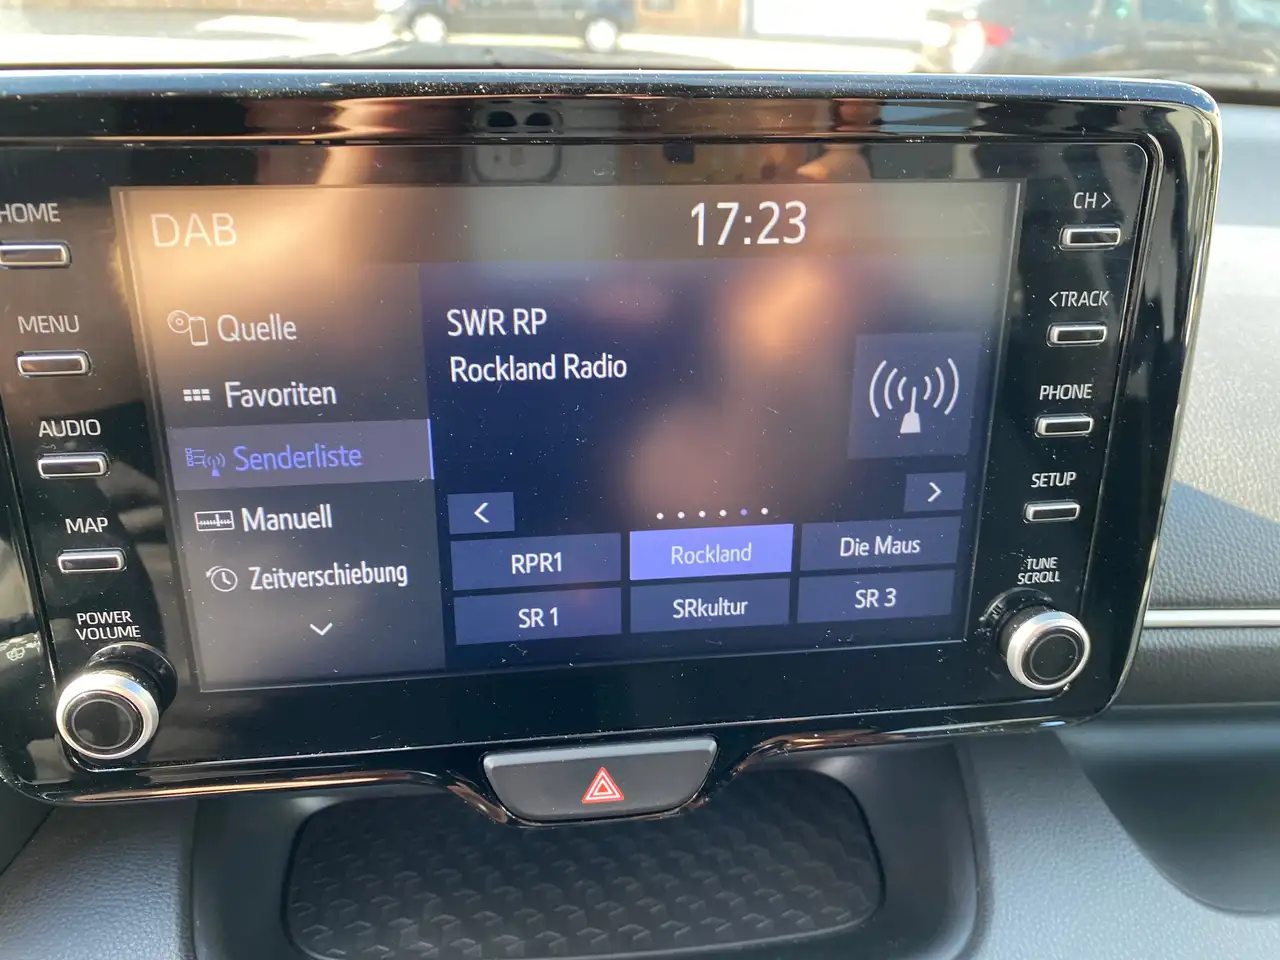 HOME
MENU
AUDIO
MAP
POWER
VOLUME
DAB
17:23
Quelle
Favoriten
Senderliste
Manuell
Zeitverschiebung
SWR RP
Rockland Radio
RPR1
Rockland
Die Maus
SR 1
SRkultur
SR 3
CH>
<TRACK
PHONE
SETUP
TUNE
SCROLL